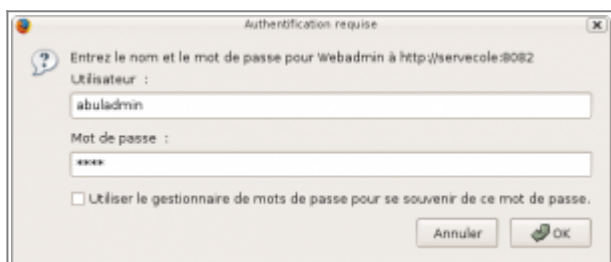 Authentification requise
Entrez le nom et le mot de passe pour Webadmin à http://servecole:8082
Utilisateur :
abuladmin
Mot de passe :
****
Utiliser le gestionnaire de mots de passe pour se souvenir de ce mot de passe.
Annuler OK